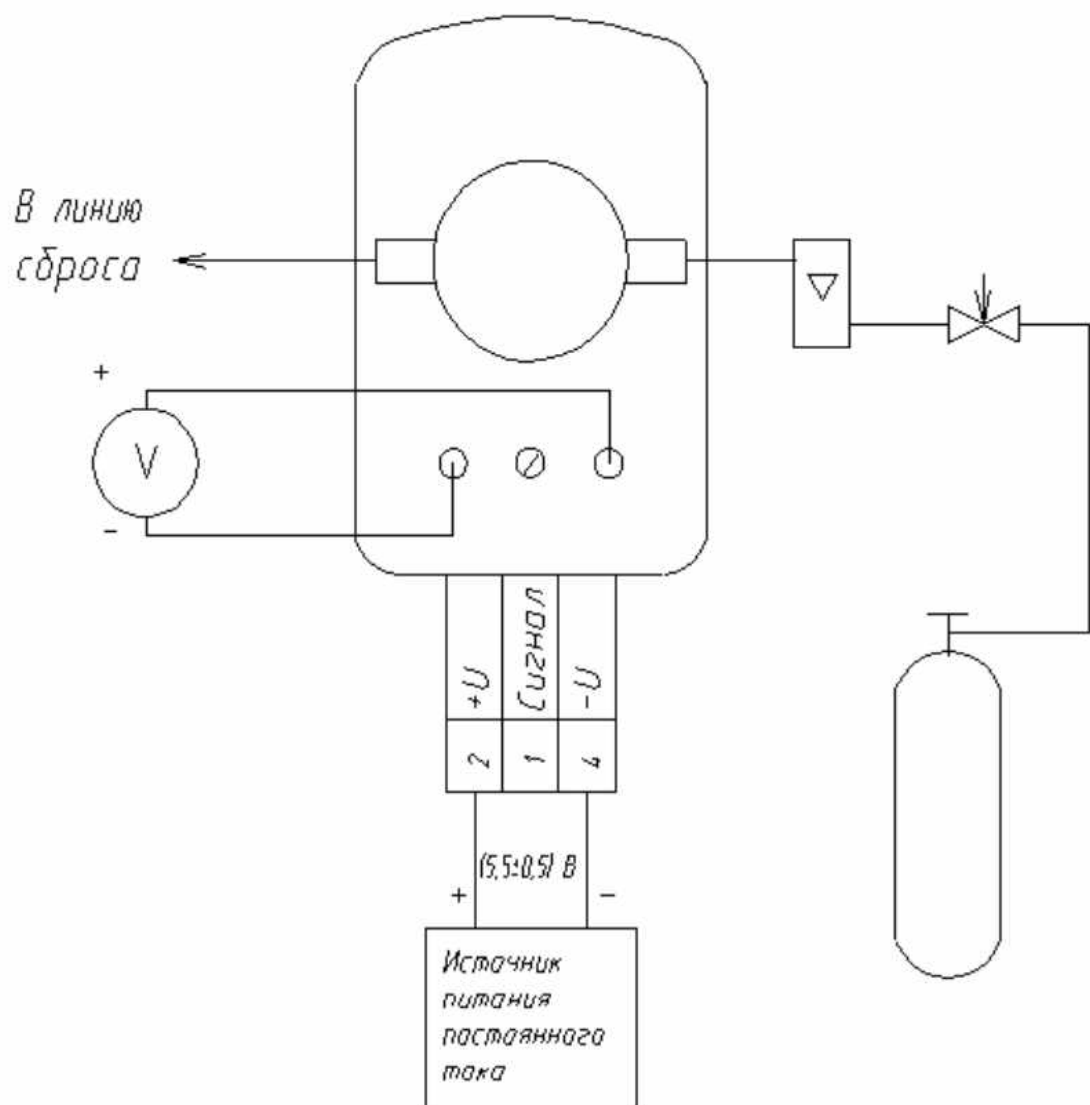 В линию
сброса
+
V
-
+U
Сигнал
-U
2
1
4
(5,5±0,5) В
+
-
Источник
питания
постоянного
тока